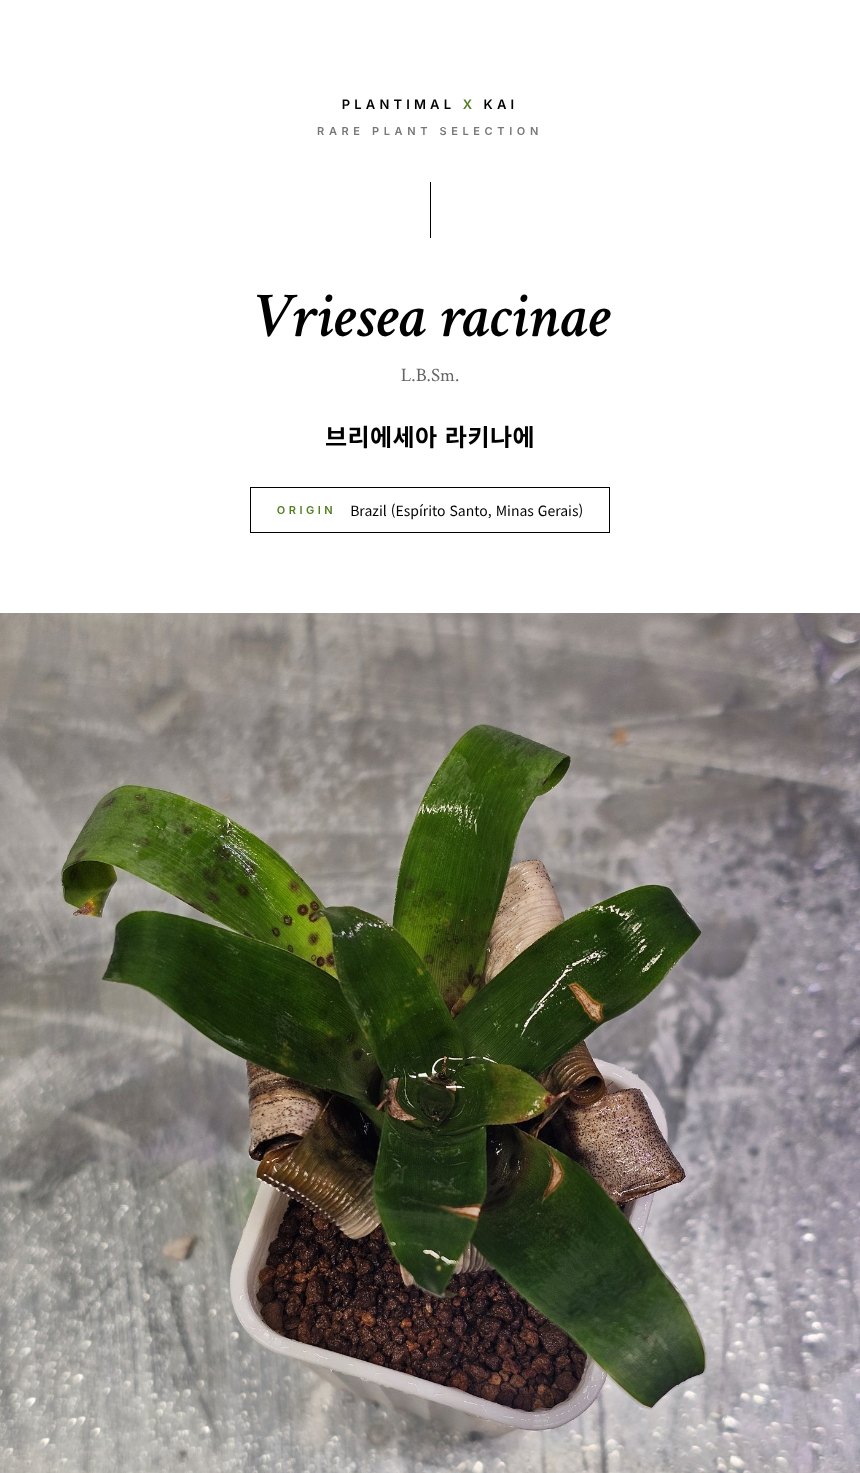 PLANTIMAL X KAI
RARE PLANT SELECTION
Vriesea racinae
L.B.Sm.
브리에세아 라키나에
ORIGIN Brazil (Espírito Santo, Minas Gerais)